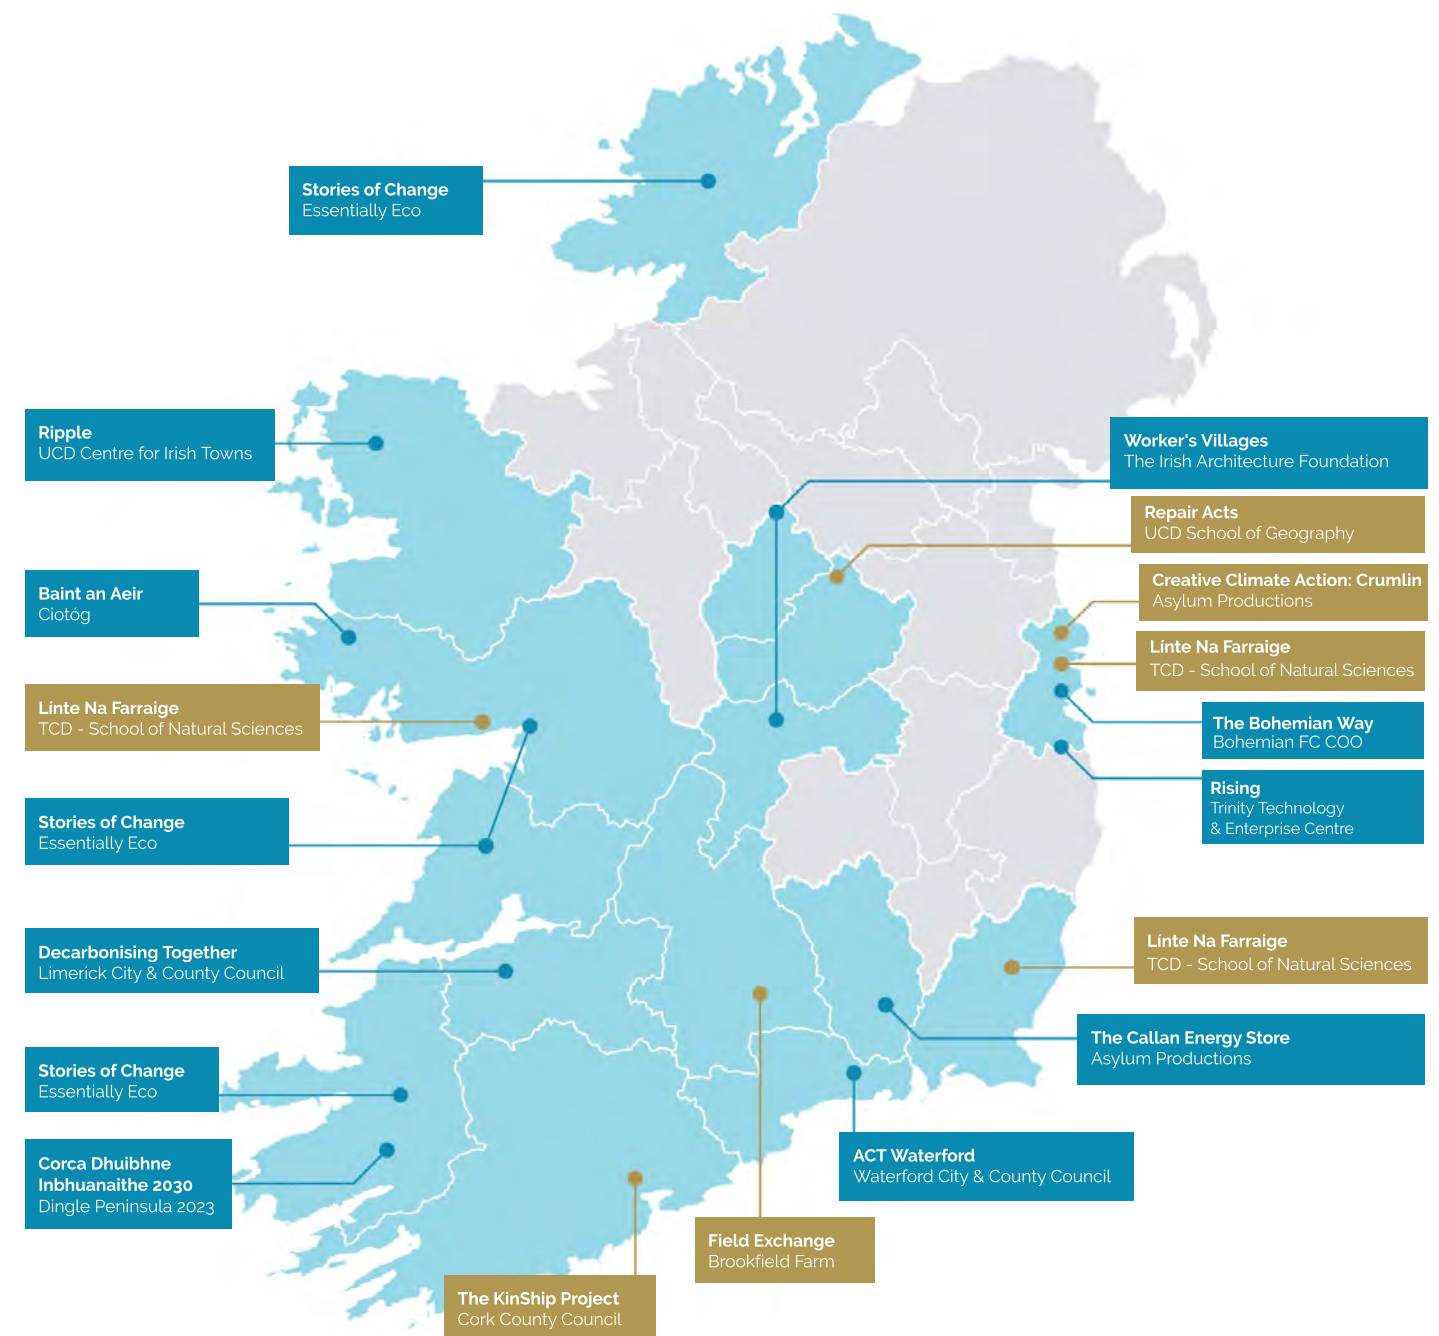 Stories of Change
Essentially Eco
Ripple
UCD Centre for Irish Towns
Baint an Aeir
Ciotóg
Línte Na Farraige
TCD - School of Natural Sciences
Stories of Change
Essentially Eco
Decarbonising Together
Limerick City & County Council
Stories of Change
Essentially Eco
Corca Dhuibhne
Inbhuanaithe 2030
Dingle Peninsula 2023
The KinShip Project
Cork County Council
Field Exchange
Brookfield Farm
ACT Waterford
Waterford City & County Council
Worker's Villages
The Irish Architecture Foundation
Repair Acts
UCD School of Geography
Creative Climate Action: Crumlin
Asylum Productions
Línte Na Farraige
TCD - School of Natural Sciences
The Bohemian Way
Bohemian FC COO
Rising
Trinity Technology
& Enterprise Centre
Línte Na Farraige
TCD - School of Natural Sciences
The Callan Energy Store
Asylum Productions